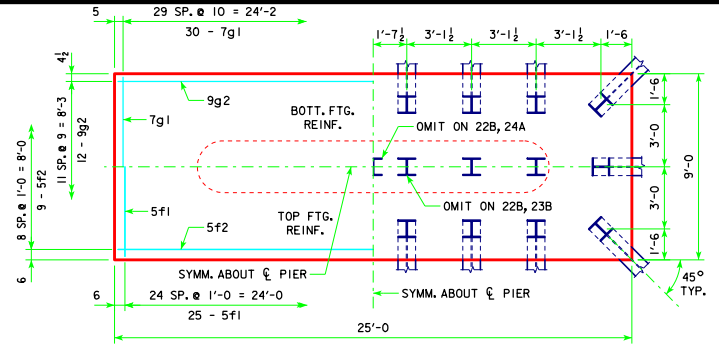 5 29 SP. @ 10 = 24'-2
30 - 7g1
1'-7½ 3'-1½ 3'-1½ 3'-1½ 1'-6
4½
9g2
BOTT. FTG.
REINF.
7g1
OMIT ON 22B, 24A
1'-6
3'-0
9'-0
3'-0
1'-6
11 SP. @ 9 = 8'-3
12 - 9g2
8 SP. @ 1'-0 = 8'-0
9 - 5f2
6
5f1
TOP FTG.
REINF.
OMIT ON 22B, 23B
5f2
SYMM. ABOUT ℄ PIER
SYMM. ABOUT ℄ PIER
45°
TYP.
6 24 SP. @ 1'-0 = 24'-0
25 - 5f1
25'-0